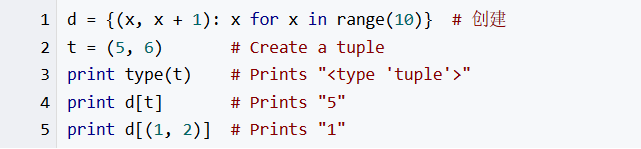 1 d = {(x, x + 1): x for x in range(10)}  # 创建
2 t = (5, 6)       # Create a tuple
3 print type(t)    # Prints "<type 'tuple'>"
4 print d[t]       # Prints "5"
5 print d[(1, 2)]  # Prints "1"